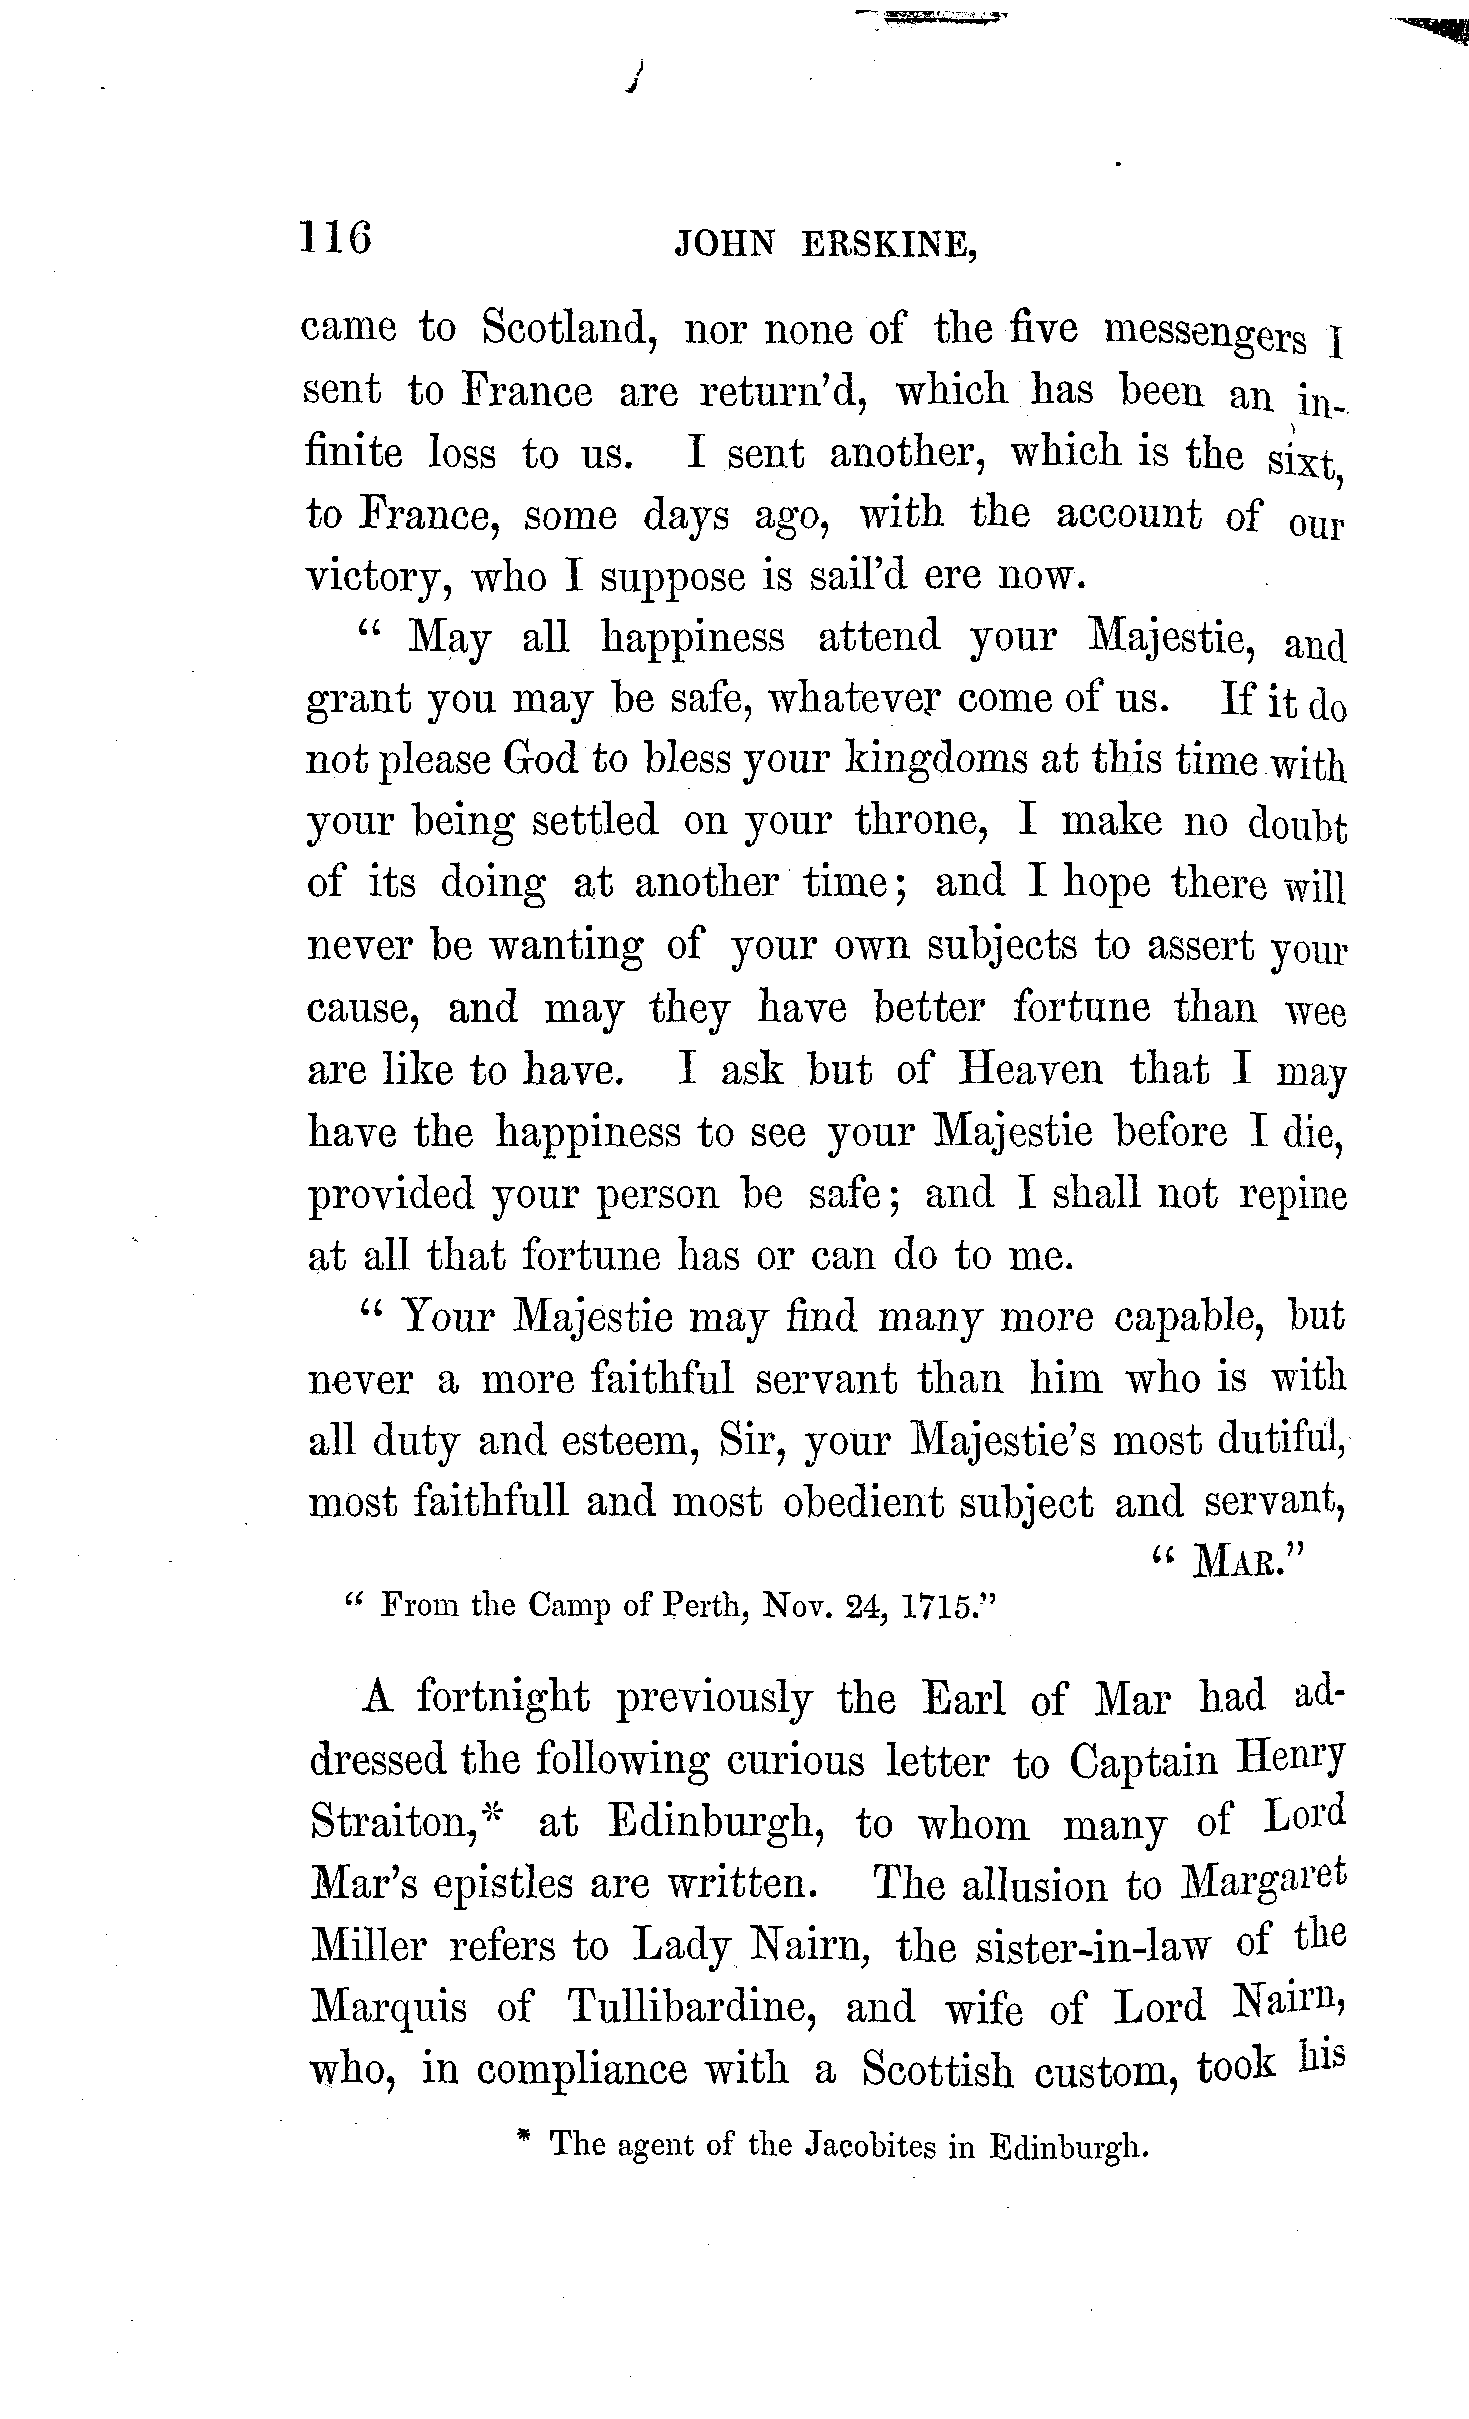 116 JOHN ERSKINE,
came to Scotland, nor none of the five messengers I
sent to France are return'd, which has been an in-
finite loss to us. I sent another, which is the sixt,
to France, some days ago, with the account of our
victory, who I suppose is sail'd ere now.
" May all happiness attend your Majestie, and
grant you may be safe, whatever come of us. If it do
not please God to bless your kingdoms at this time with
your being settled on your throne, I make no doubt
of its doing at another time; and I hope there will
never be wanting of your own subjects to assert your
cause, and may they have better fortune than wee
are like to have. I ask but of Heaven that I may
have the happiness to see your Majestie before I die,
provided your person be safe; and I shall not repine
at all that fortune has or can do to me.
" Your Majestie may find many more capable, but
never a more faithful servant than him who is with
all duty and esteem, Sir, your Majestie's most dutiful,
most faithfull and most obedient subject and servant,
" MAR."
" From the Camp of Perth, Nov. 24, 1715."
A fortnight previously the Earl of Mar had ad-
dressed the following curious letter to Captain Henry
Straiton,* at Edinburgh, to whom many of Lord
Mar's epistles are written. The allusion to Margaret
Miller refers to Lady Nairn, the sister-in-law of the
Marquis of Tullibardine, and wife of Lord Nairn,
who, in compliance with a Scottish custom, took his
* The agent of the Jacobites in Edinburgh.